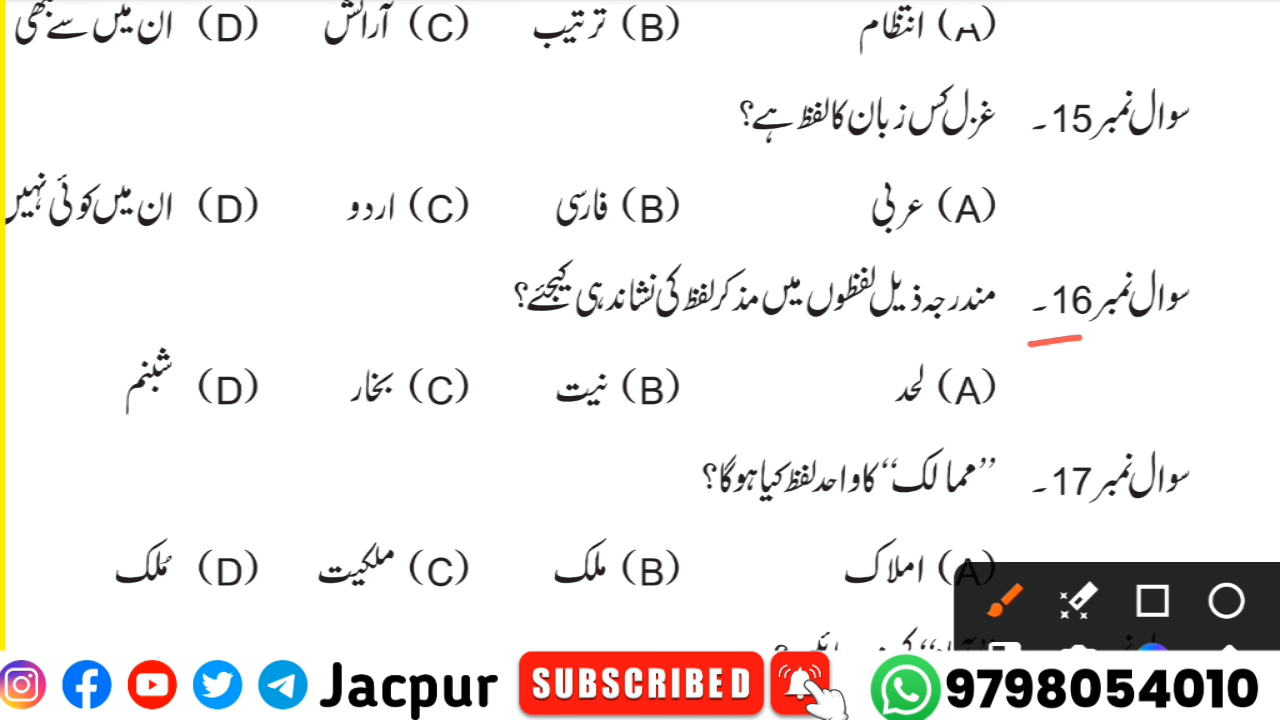 (A) انتظام (B) ترتیب (C) آرائش (D) ان میں سے بھی
سوال نمبر 15۔ غزل کس زبان کا لفظ ہے؟
(A) عربی (B) فارسی (C) اردو (D) ان میں کوئی نہیں
سوال نمبر 16۔ مندرجہ ذیل لفظوں میں مذکر لفظ کی نشاندہی کیجئے؟
(A) لحد (B) نیت (C) بخار (D) شبنم
سوال نمبر 17۔ ”ممالک“ کا واحد لفظ کیا ہوگا؟
(A) املاک (B) ملک (C) ملکیت (D) مُلک
Jacpur SUBSCRIBED 9798054010